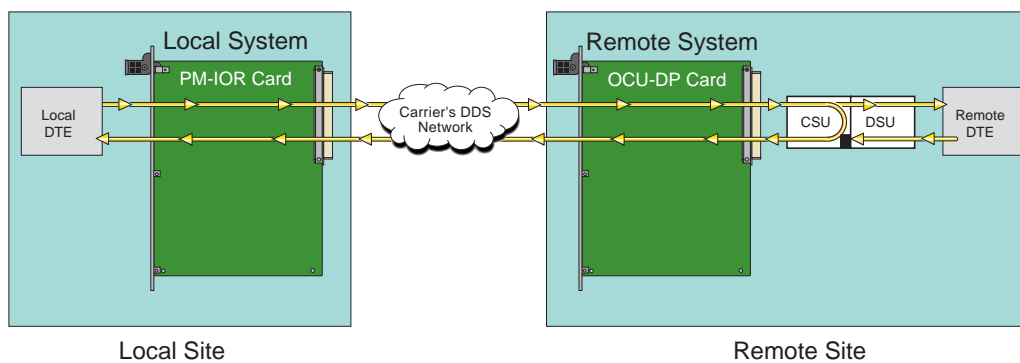 Local System
Remote System
PM-IOR Card
OCU-DP Card
Local
DTE
Carrier's DDS
Network
CSU
DSU
Remote
DTE
Local Site
Remote Site